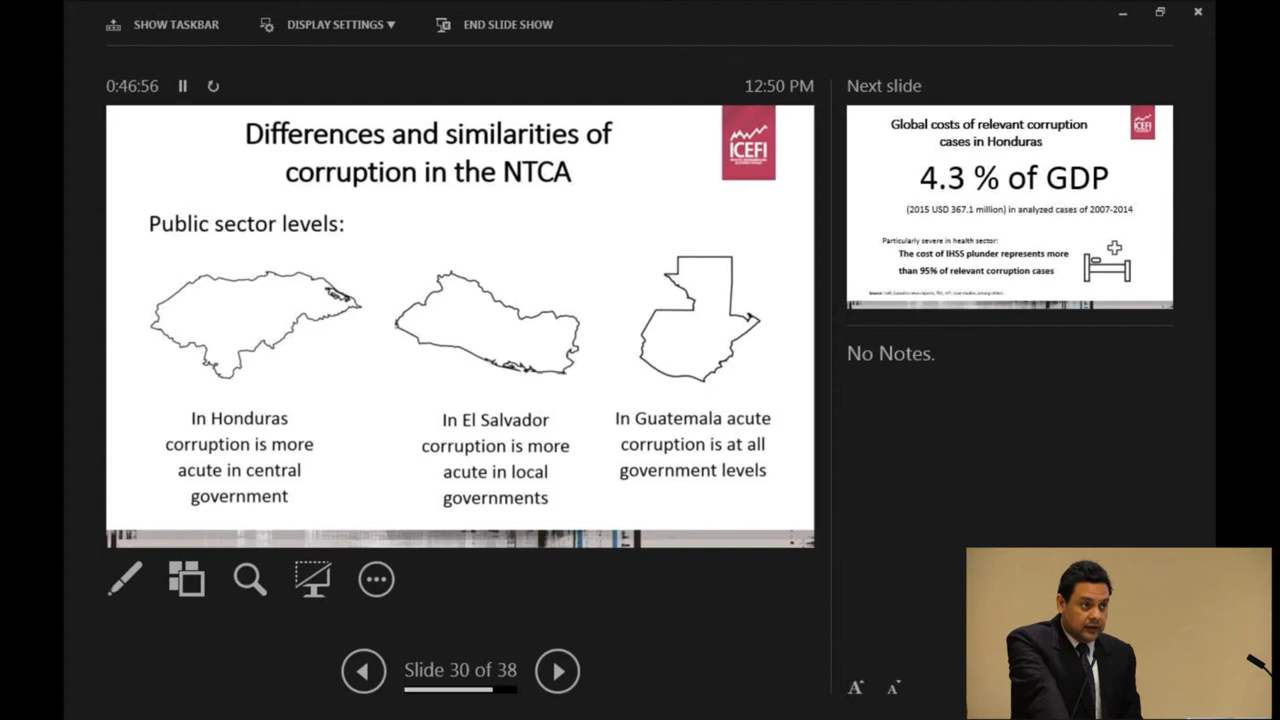 SHOW TASKBAR
DISPLAY SETTINGS ▼
END SLIDE SHOW
0:46:56
12:50 PM
Differences and similarities of
corruption in the NTCA
ICEFI
Public sector levels:
In Honduras
corruption is more
acute in central
government
In El Salvador
corruption is more
acute in local
governments
In Guatemala acute
corruption is at all
government levels
Slide 30 of 38
Next slide
Global costs of relevant corruption
cases in Honduras
ICEFI
4.3 % of GDP
(2015 USD 367.1 million) in analyzed cases of 2007-2014
Particularly severe in health sector:
The cost of IHSS plunder represents more
than 95% of relevant corruption cases
No Notes.
A A